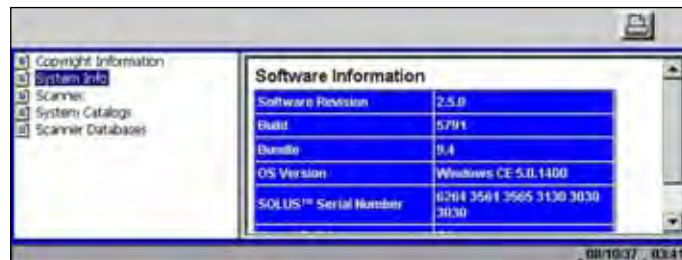 Copyright Information
System Info
Scanner
System Catalogs
Scanner Databases
Software Information
Software Revision 2.5.0
Build 5791
Bundle 9.4
OS Version Windows CE 5.0.1400
SOLUS™ Serial Number 6264 3561 3565 3130 3030
3030
08/10/37 03:41